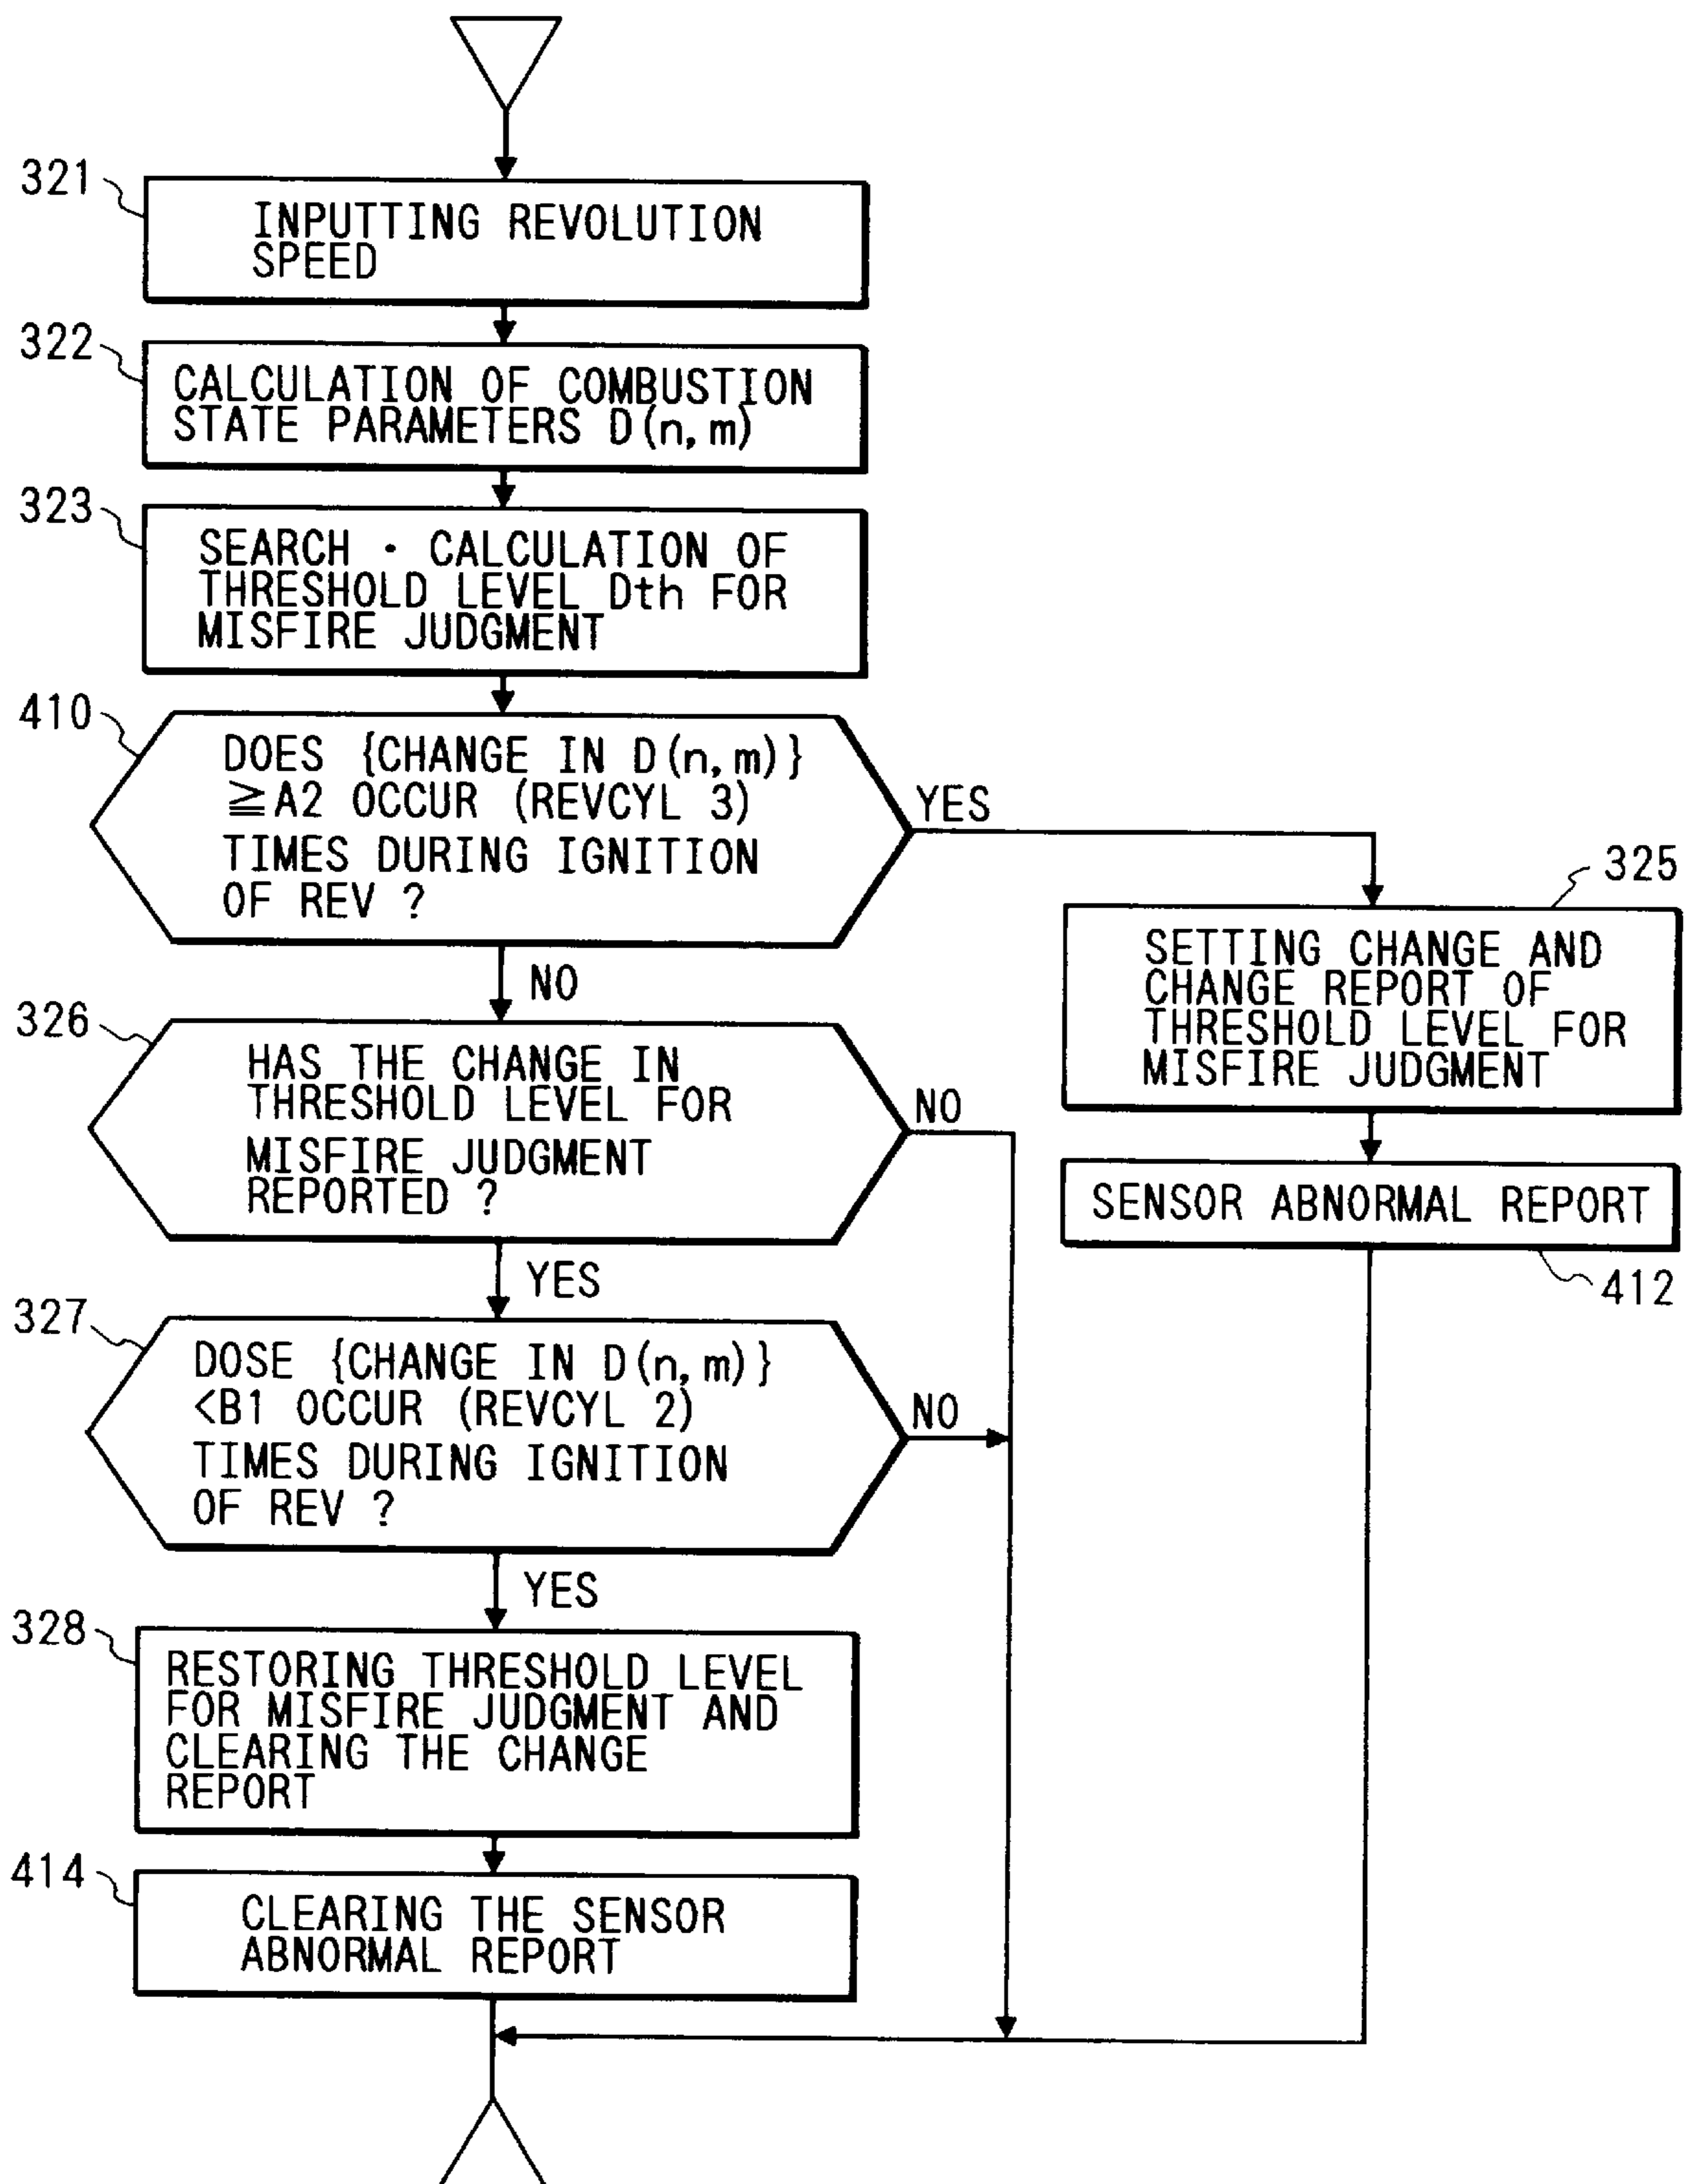 321
INPUTTING REVOLUTION
SPEED
322
CALCULATION OF COMBUSTION
STATE PARAMETERS D(n,m)
323
SEARCH · CALCULATION OF
THRESHOLD LEVEL Dth FOR
MISFIRE JUDGMENT
410
DOES {CHANGE IN D(n,m)}
≧A2 OCCUR (REVCYL 3)
TIMES DURING IGNITION
OF REV ?
YES
NO
325
SETTING CHANGE AND
CHANGE REPORT OF
THRESHOLD LEVEL FOR
MISFIRE JUDGMENT
326
HAS THE CHANGE IN
THRESHOLD LEVEL FOR
MISFIRE JUDGMENT
REPORTED ?
NO
YES
SENSOR ABNORMAL REPORT
412
327
DOSE {CHANGE IN D(n,m)}
<B1 OCCUR (REVCYL 2)
TIMES DURING IGNITION
OF REV ?
NO
YES
328
RESTORING THRESHOLD LEVEL
FOR MISFIRE JUDGMENT AND
CLEARING THE CHANGE
REPORT
414
CLEARING THE SENSOR
ABNORMAL REPORT